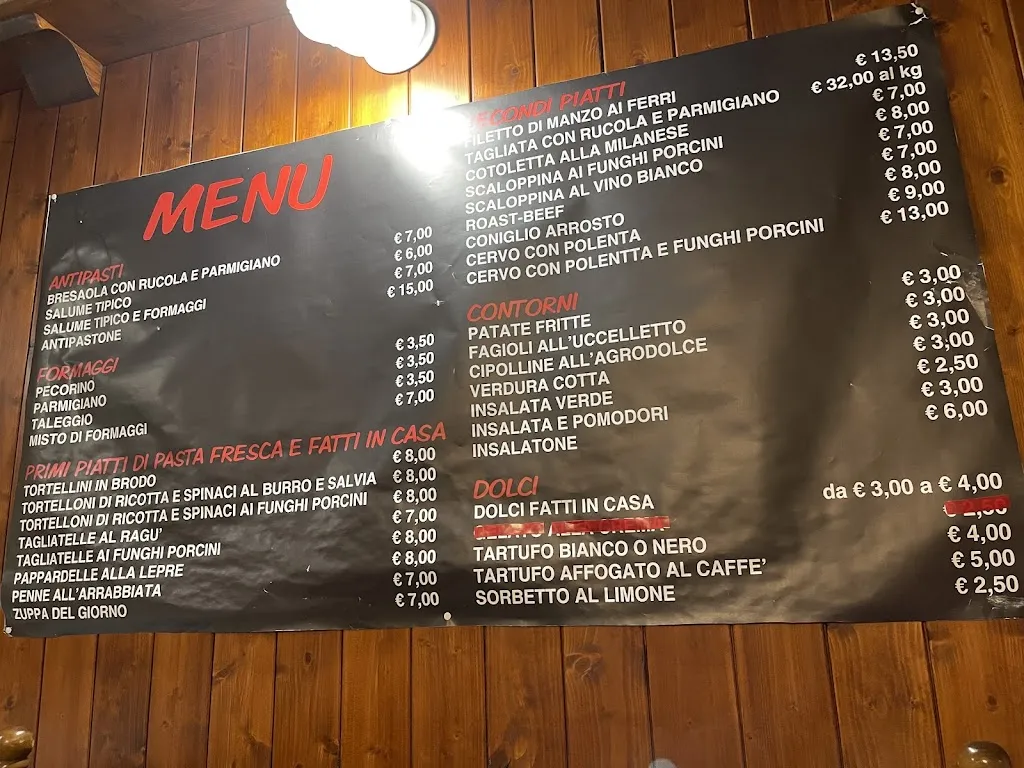 MENU
ANTIPASTI
BRESAOLA CON RUCOLA E PARMIGIANO € 7,00
SALUME TIPICO € 6,00
SALUME TIPICO E FORMAGGI € 7,00
ANTIPASTONE € 15,00
FORMAGGI
PECORINO € 3,50
PARMIGIANO € 3,50
TALEGGIO € 3,50
MISTO DI FORMAGGI € 7,00
PRIMI PIATTI DI PASTA FRESCA E FATTI IN CASA
TORTELLINI IN BRODO € 8,00
TORTELLONI DI RICOTTA E SPINACI AL BURRO E SALVIA € 8,00
TORTELLONI DI RICOTTA E SPINACI AI FUNGHI PORCINI € 8,00
TAGLIATELLE AL RAGU' € 7,00
TAGLIATELLE AI FUNGHI PORCINI € 8,00
PAPPARDELLE ALLA LEPRE € 8,00
PENNE ALL'ARRABBIATA € 7,00
ZUPPA DEL GIORNO € 7,00
SECONDI PIATTI
FILETTO DI MANZO AI FERRI € 13,50
TAGLIATA CON RUCOLA E PARMIGIANO € 32,00 al kg
COTOLETTA ALLA MILANESE € 7,00
SCALOPPINA AI FUNGHI PORCINI € 8,00
SCALOPPINA AL VINO BIANCO € 7,00
ROAST-BEEF € 7,00
CONIGLIO ARROSTO € 8,00
CERVO CON POLENTA € 9,00
CERVO CON POLENTTA E FUNGHI PORCINI € 13,00
CONTORNI
PATATE FRITTE € 3,00
FAGIOLI ALL'UCCELLETTO € 3,00
CIPOLLINE ALL'AGRODOLCE € 3,00
VERDURA COTTA € 3,00
INSALATA VERDE € 2,50
INSALATA E POMODORI € 3,00
INSALATONE € 6,00
DOLCI
DOLCI FATTI IN CASA da € 3,00 a € 4,00
TARTUFO BIANCO O NERO € 4,00
TARTUFO AFFOGATO AL CAFFE' € 5,00
SORBETTO AL LIMONE € 2,50